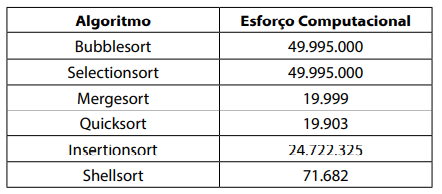 Algoritmo Esforço Computacional
Bubblesort 49.995.000
Selectionsort 49.995.000
Mergesort 19.999
Quicksort 19.903
Insertionsort 24.722.325
Shellsort 71.682